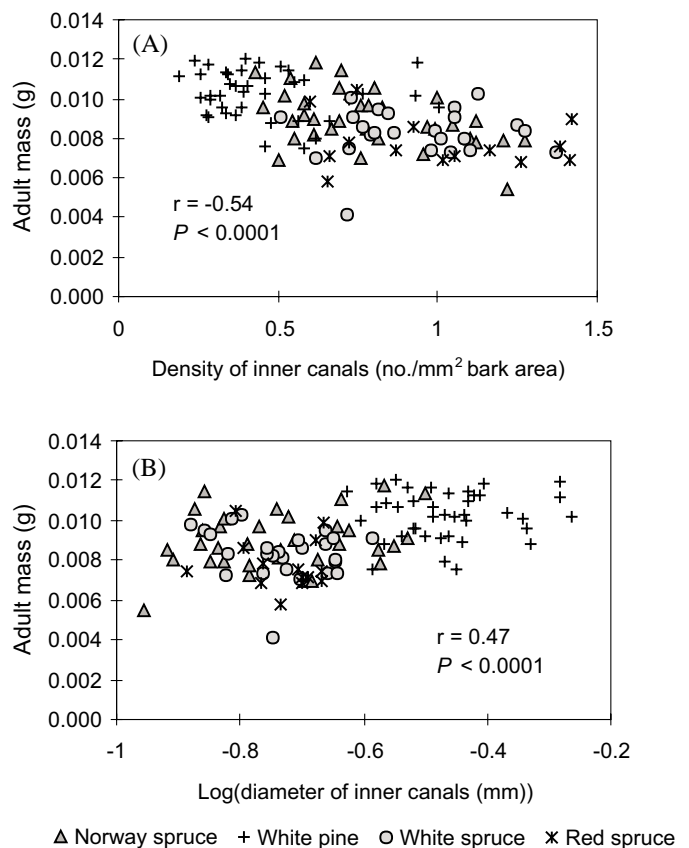 (A)
Adult mass (g)
0.014
0.012
0.010
0.008
0.006
0.004
0.002
0.000
r = -0.54
P < 0.0001
0 0.5 1 1.5
Density of inner canals (no./mm² bark area)
(B)
Adult mass (g)
0.014
0.012
0.010
0.008
0.006
0.004
0.002
0.000
r = 0.47
P < 0.0001
-1 -0.8 -0.6 -0.4 -0.2
Log(diameter of inner canals (mm))
Norway spruce White pine White spruce Red spruce